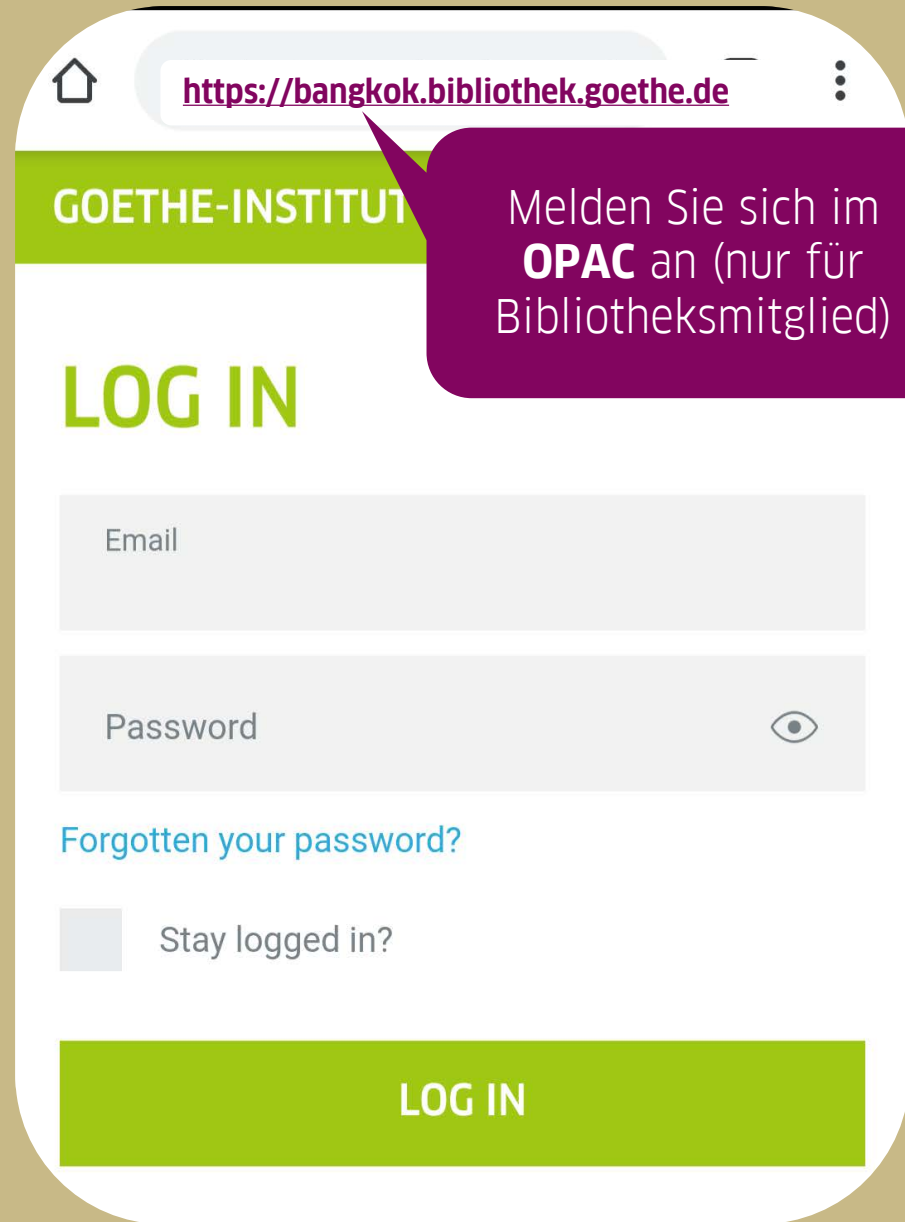 https://bangkok.bibliothek.goethe.de
GOETHE-INSTITUT
Melden Sie sich im
OPAC an (nur für
Bibliotheksmitglied)
LOG IN
Email
Password
Forgotten your password?
Stay logged in?
LOG IN